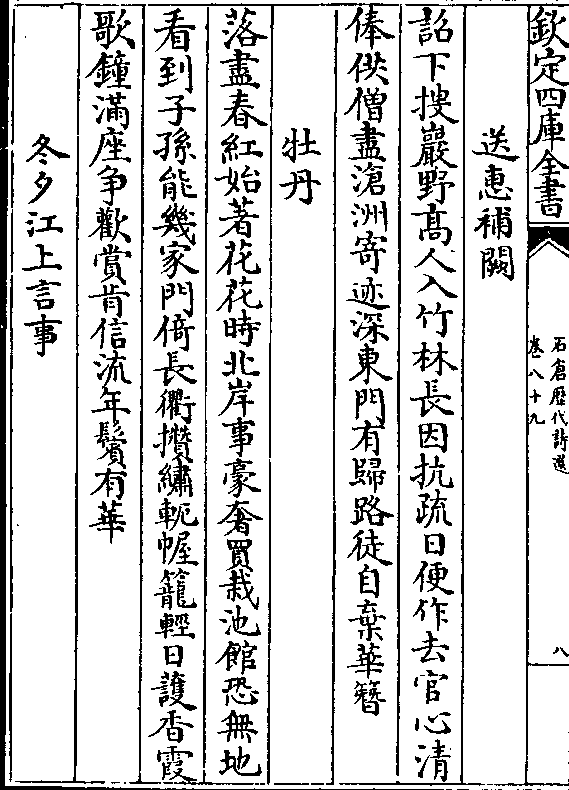 欽定四庫全書
石倉歷代詩選
卷八十九
八
送惠補闕
詔下搜巖野髙人入竹林長因抗疏日便作去官心清
俸供僧盡滄洲寄迹深東門有歸路徒自棄華簪
牡丹
落盡春紅始著花花時北岸事豪奢買栽池館恐無地
看到子孫能幾家門倚長衢攢繡軛幄籠輕日護香霞
歌鐘滿座争歡賞肯信流年鬢有華
冬夕江上言事